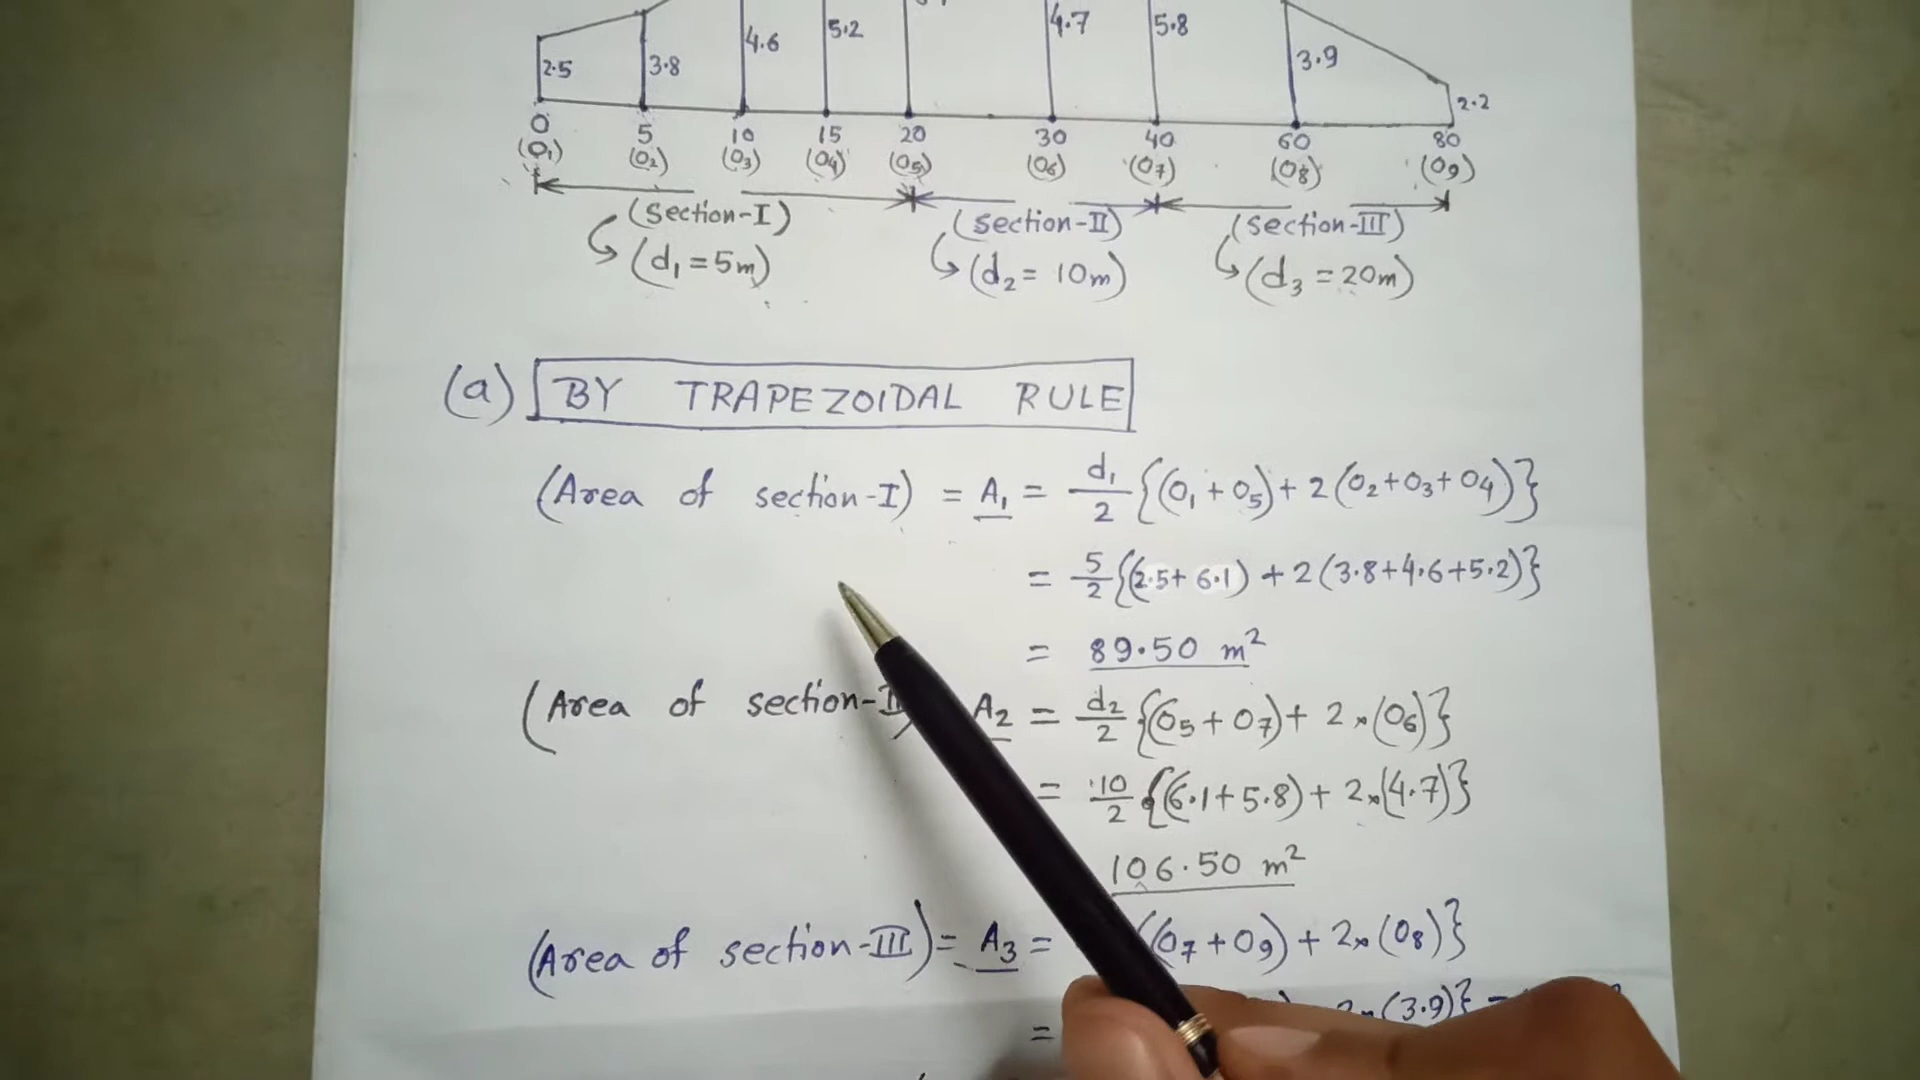 2.5 3.8 4.6 5.2 4.7 5.8 3.9 2.2
0 5 10 15 20 30 40 60 80
(O₁) (O₂) (O₃) (O₄) (O₅) (O₆) (O₇) (O₈) (O₉)
(section-I) (section-II) (section-III)
(d₁ = 5m) (d₂ = 10m) (d₃ = 20m)
(a) BY TRAPEZOIDAL RULE
(Area of section-I) = A₁ = d₁/2 {(O₁ + O₅) + 2 (O₂+O₃+O₄)}
= 5/2 {(2.5+ 6.1) + 2 (3.8+4.6+5.2)}
= 89.50 m²
(Area of section-II) A₂ = d₂/2 {(O₅ + O₇) + 2 × (O₆)}
= 10/2 {(6.1+5.8) + 2×(4.7)}
106.50 m²
(Area of section-III) = A₃ = (O₇ + O₉) + 2× (O₈)}
= 2×(3.9)} =